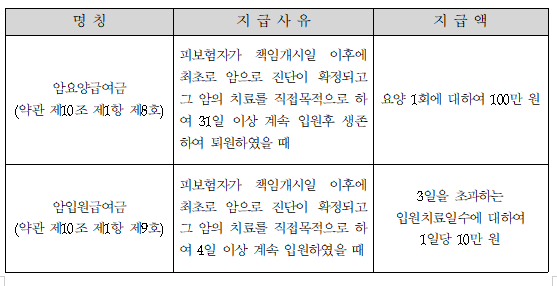 명 칭
지 급 사 유
지 급 액
암요양급여금
(약관 제10조 제1항 제8호)
피보험자가 책임개시일 이후에
최초로 암으로 진단이 확정되고
그 암의 치료를 직접목적으로 하
여 31일 이상 계속 입원후 생존
하여 퇴원하였을 때
요양 1회에 대하여 100만 원
암입원급여금
(약관 제10조 제1항 제9호)
피보험자가 책임개시일 이후에
최초로 암으로 진단이 확정되고
그 암의 치료를 직접목적으로 하
여 4일 이상 계속 입원하였을 때
3일을 초과하는
입원치료일수에 대하여
1일당 10만 원